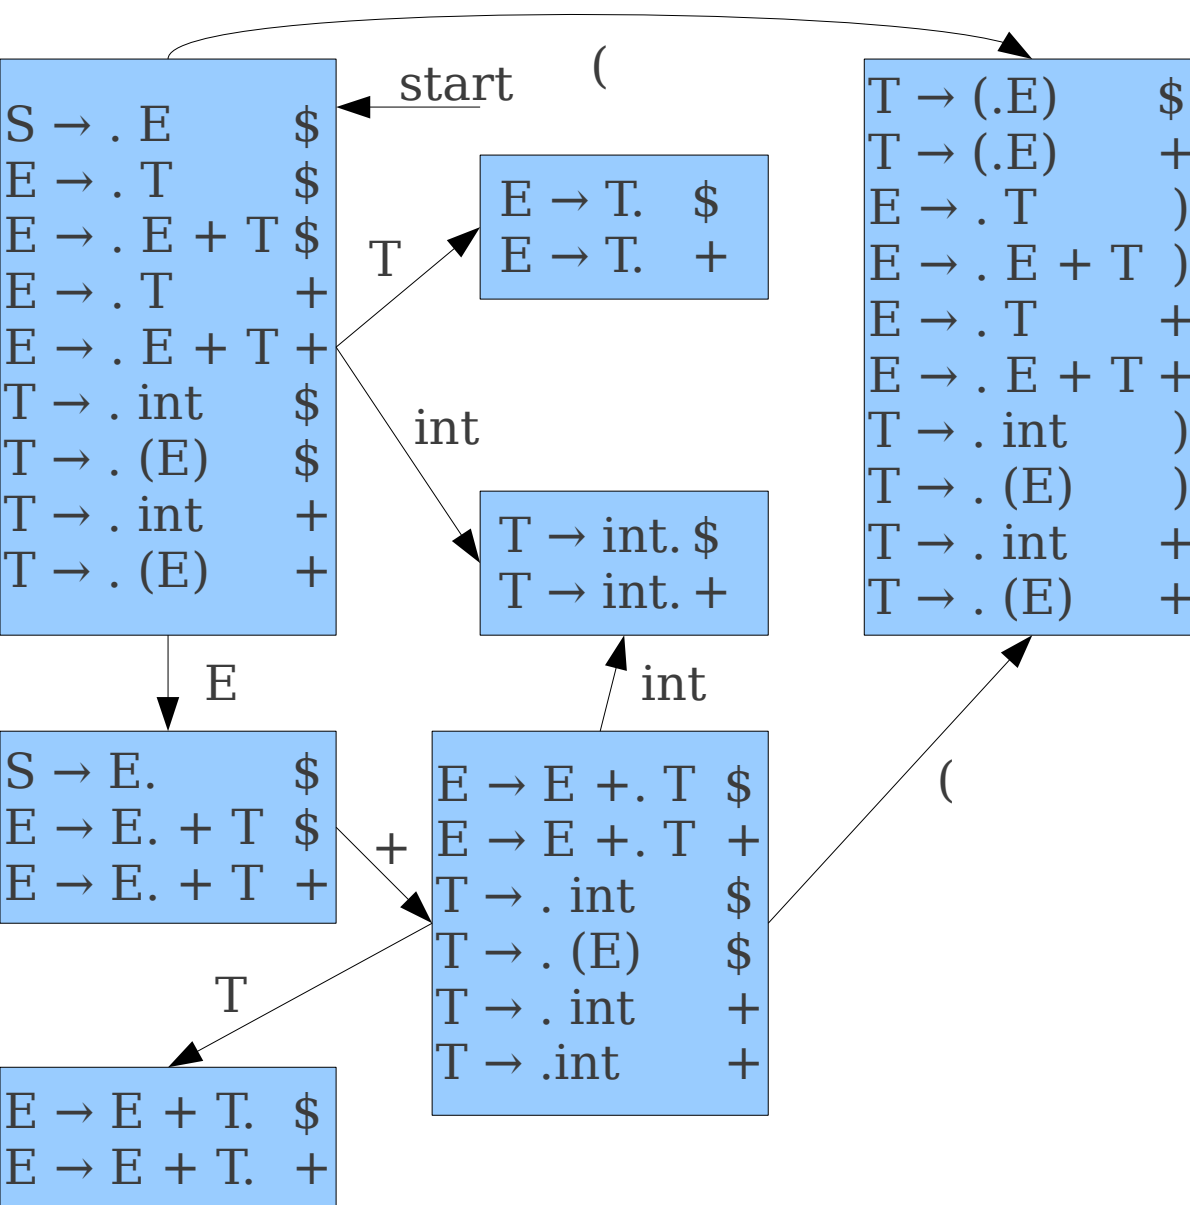 (
start
S → . E $
E → . T $
E → . E + T $
E → . T +
E → . E + T +
T → . int $
T → . (E) $
T → . int +
T → . (E) +
T
E → T. $
E → T. +
int
T → int. $
T → int. +
T → (.E) $
T → (.E) +
E → . T )
E → . E + T )
E → . T +
E → . E + T +
T → . int )
T → . (E) )
T → . int +
T → . (E) +
E
int
S → E. $
E → E. + T $
E → E. + T +
+
E → E +. T $
E → E +. T +
T → . int $
T → . (E) $
T → . int +
T → .int +
(
T
E → E + T. $
E → E + T. +